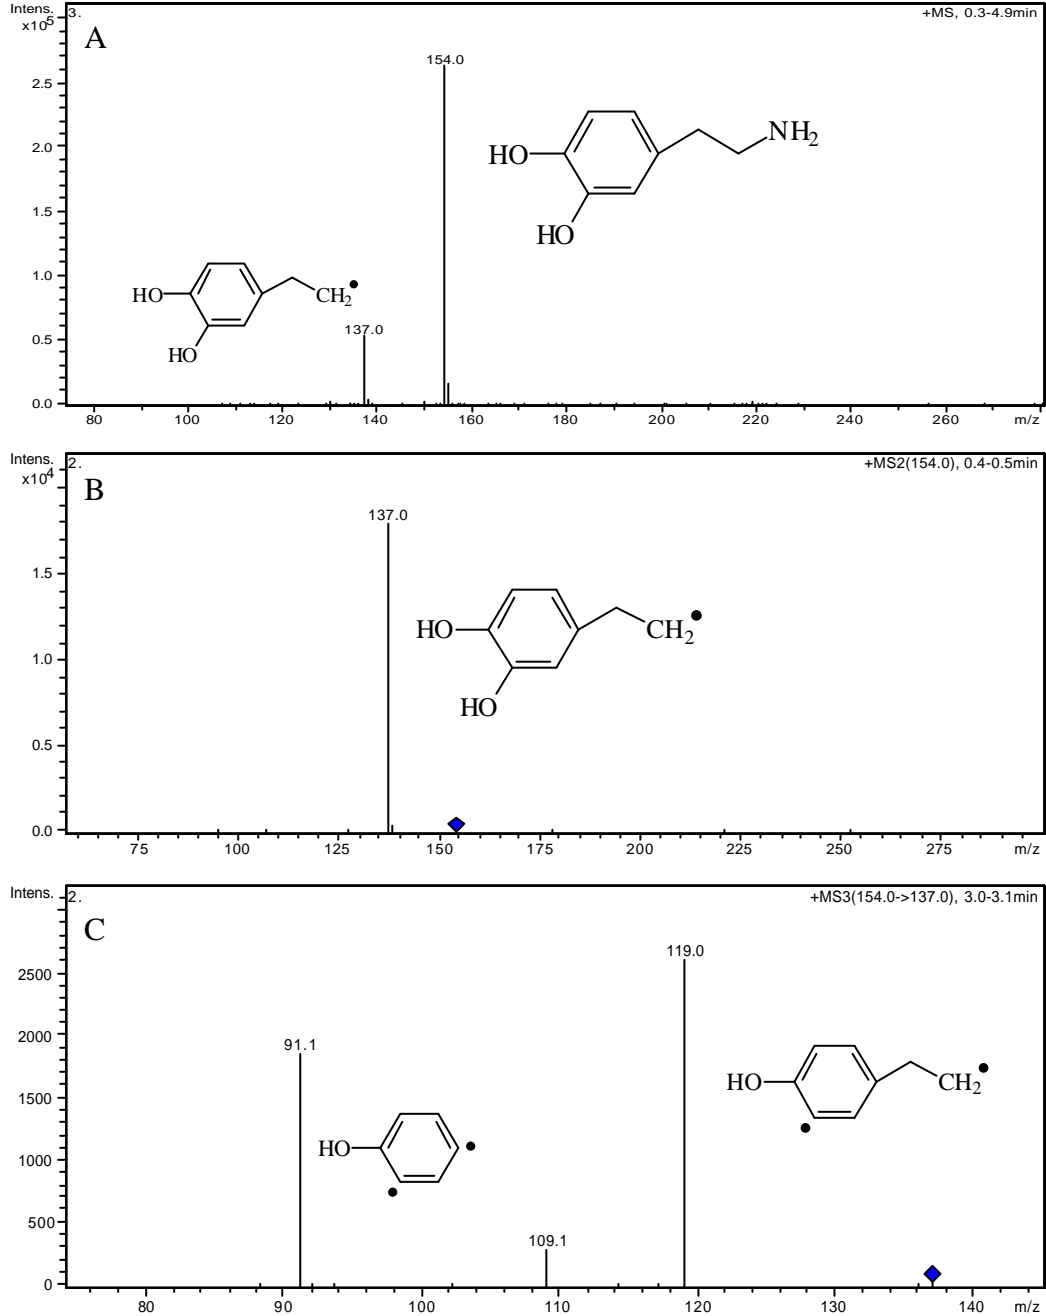 Intens.
x10⁵
3.
+MS, 0.3-4.9min
A
154.0
2.5
2.0
1.5
1.0
0.5
0.0
HO
HO
NH₂
HO
HO
CH₂•
137.0
80 100 120 140 160 180 200 220 240 260 m/z
Intens.
x10⁴
2.
+MS2(154.0), 0.4-0.5min
B
137.0
1.5
1.0
0.5
0.0
HO
HO
CH₂•
75 100 125 150 175 200 225 250 275 m/z
Intens.
2.
+MS3(154.0->137.0), 3.0-3.1min
C
119.0
2500
2000
1500
1000
500
0
91.1
HO
109.1
HO
CH₂•
80 90 100 110 120 130 140 m/z